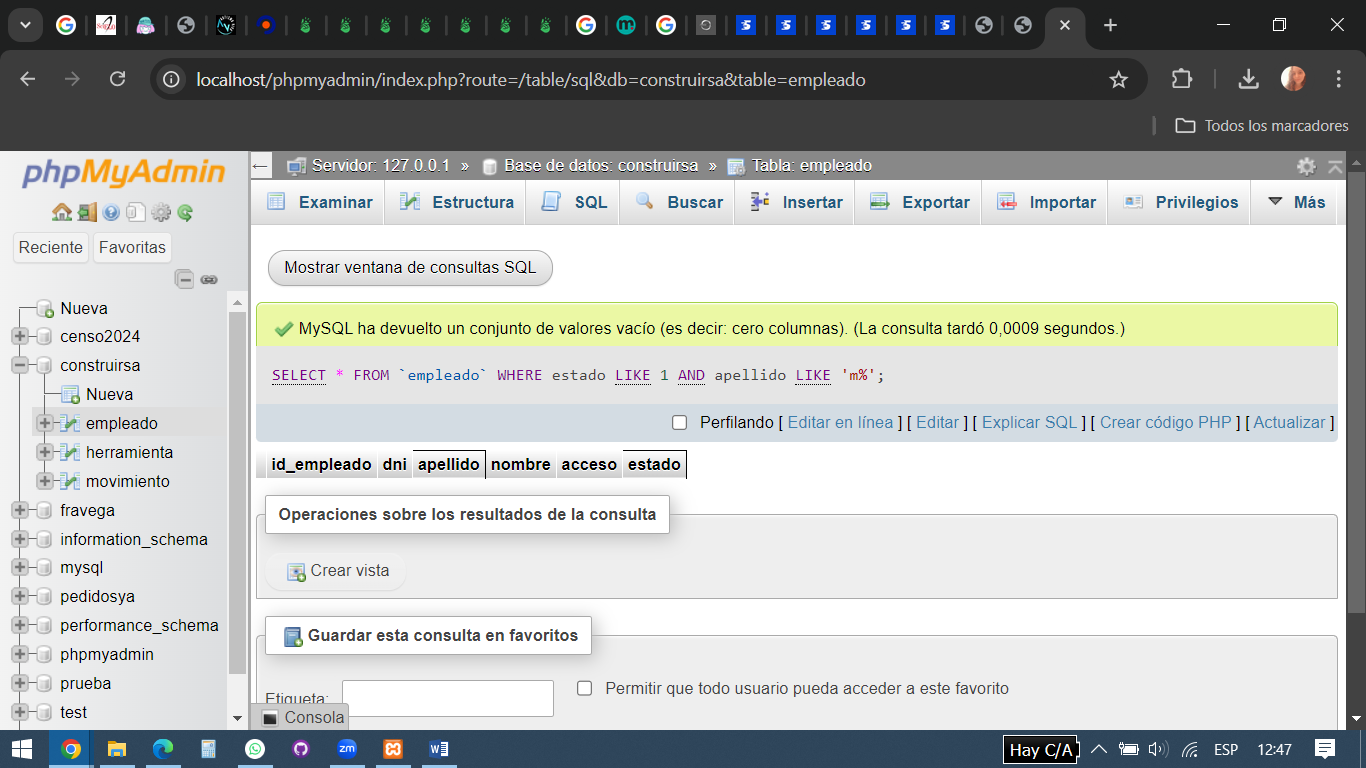 localhost/phpmyadmin/index.php?route=/table/sql&db=construirsa&table=empleado
Todos los marcadores
phpMyAdmin
Reciente
Favoritas
Nueva
censo2024
construirsa
Nueva
empleado
herramienta
movimiento
fravega
information_schema
mysql
pedidosya
performance_schema
phpmyadmin
prueba
test
Servidor: 127.0.0.1 » Base de datos: construirsa » Tabla: empleado
Examinar Estructura SQL Buscar Insertar Exportar Importar Privilegios Más
Mostrar ventana de consultas SQL
MySQL ha devuelto un conjunto de valores vacío (es decir: cero columnas). (La consulta tardó 0,0009 segundos.)
SELECT * FROM `empleado` WHERE estado LIKE 1 AND apellido LIKE 'm%';
Perfilando [ Editar en línea ] [ Editar ] [ Explicar SQL ] [ Crear código PHP ] [ Actualizar ]
id_empleado dni apellido nombre acceso estado
Operaciones sobre los resultados de la consulta
Crear vista
Guardar esta consulta en favoritos
Etiqueta:
Permitir que todo usuario pueda acceder a este favorito
Consola
zm
Hay C/A
ESP
12:47